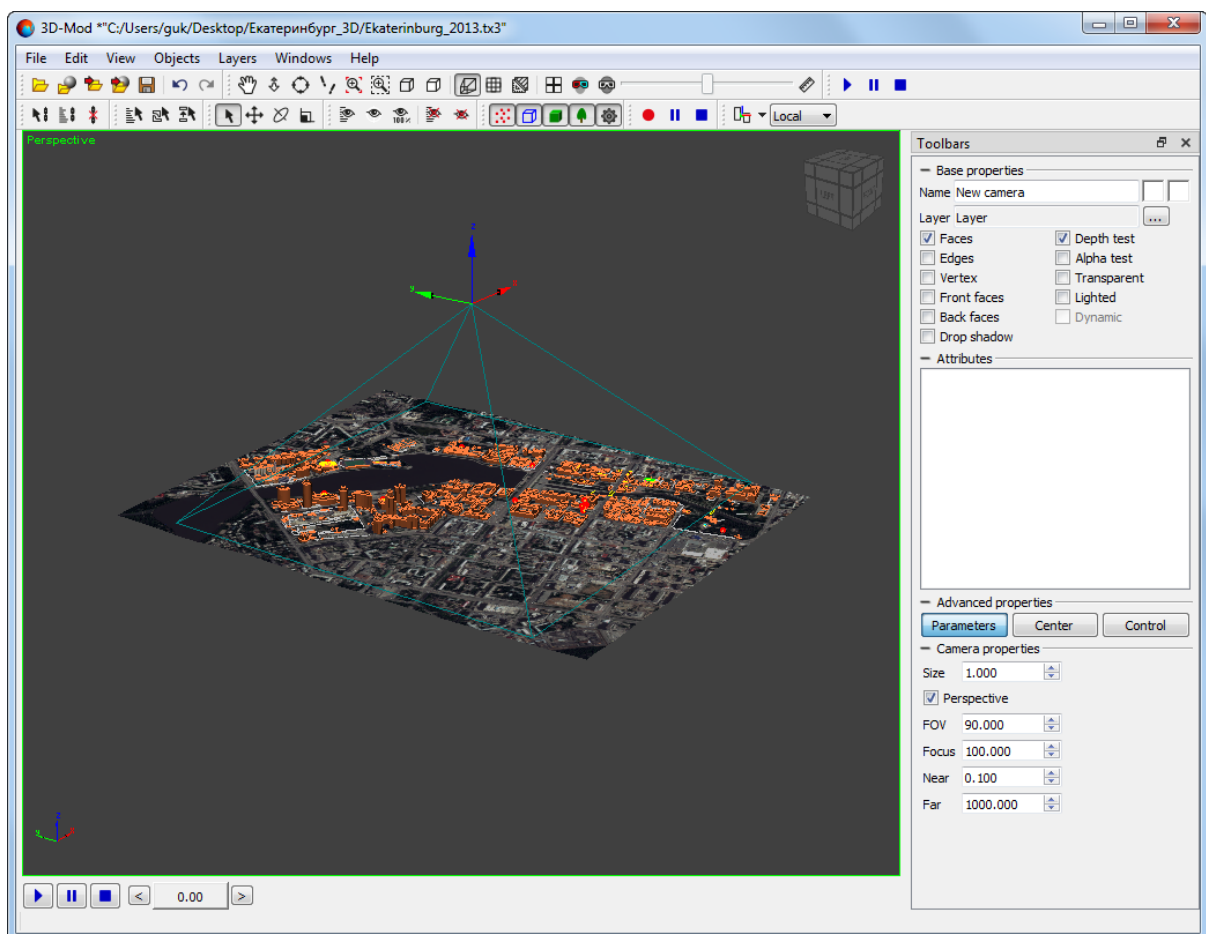 3D-Mod *"C:/Users/guk/Desktop/Екатеринбург_3D/Ekaterinburg_2013.tx3"
File Edit View Objects Layers Windows Help
100%
Local
Perspective
LEFT
z
y
Toolbars
Base properties
Name New camera
Layer Layer ...
Faces Depth test
Edges Alpha test
Vertex Transparent
Front faces Lighted
Back faces Dynamic
Drop shadow
Attributes
Advanced properties
Parameters Center Control
Camera properties
Size 1.000
Perspective
FOV 90.000
Focus 100.000
Near 0.100
Far 1000.000
z
y
< 0.00 >